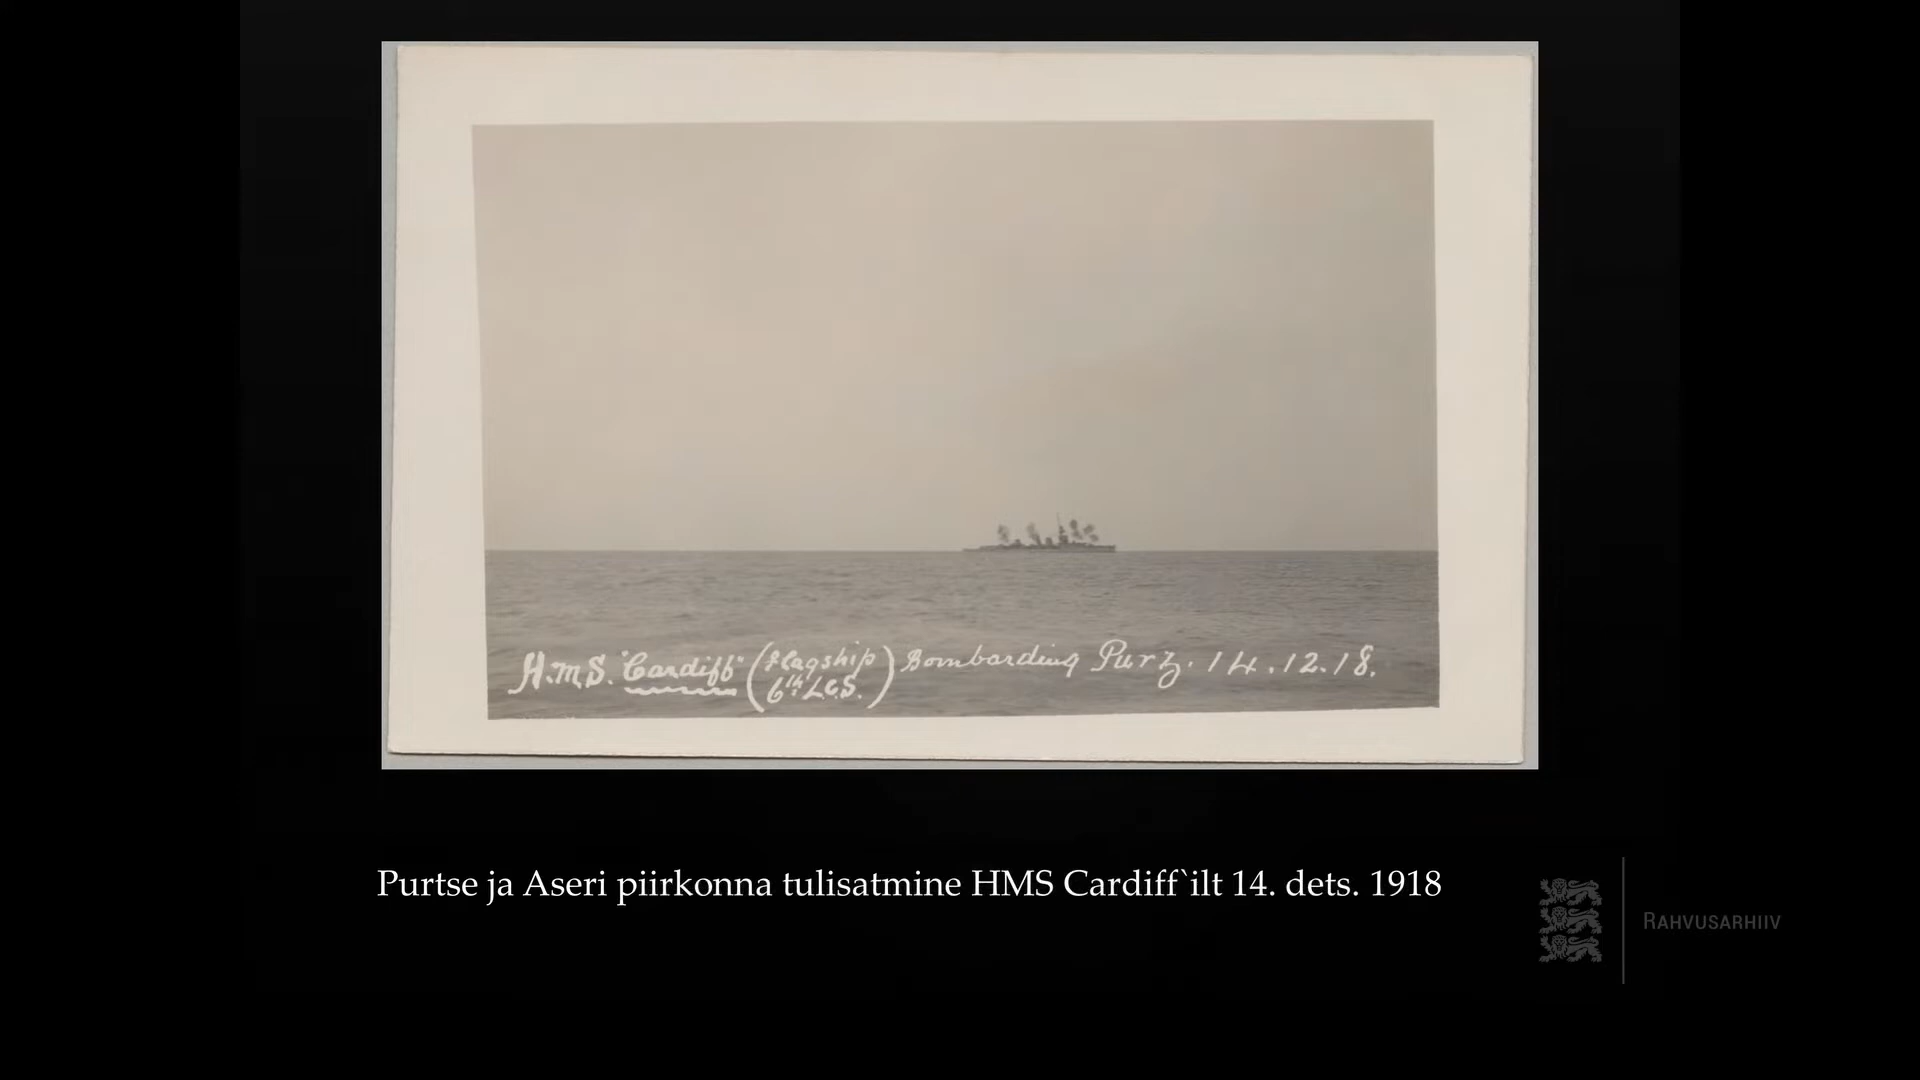 H.M.S. "Cardiff" (Flagship 6th L.C.S.) Bombarding Purz. 14.12.18.
Purtse ja Aseri piirkonna tulisatmine HMS Cardiff`ilt 14. dets. 1918
RAHVUSARHIIV